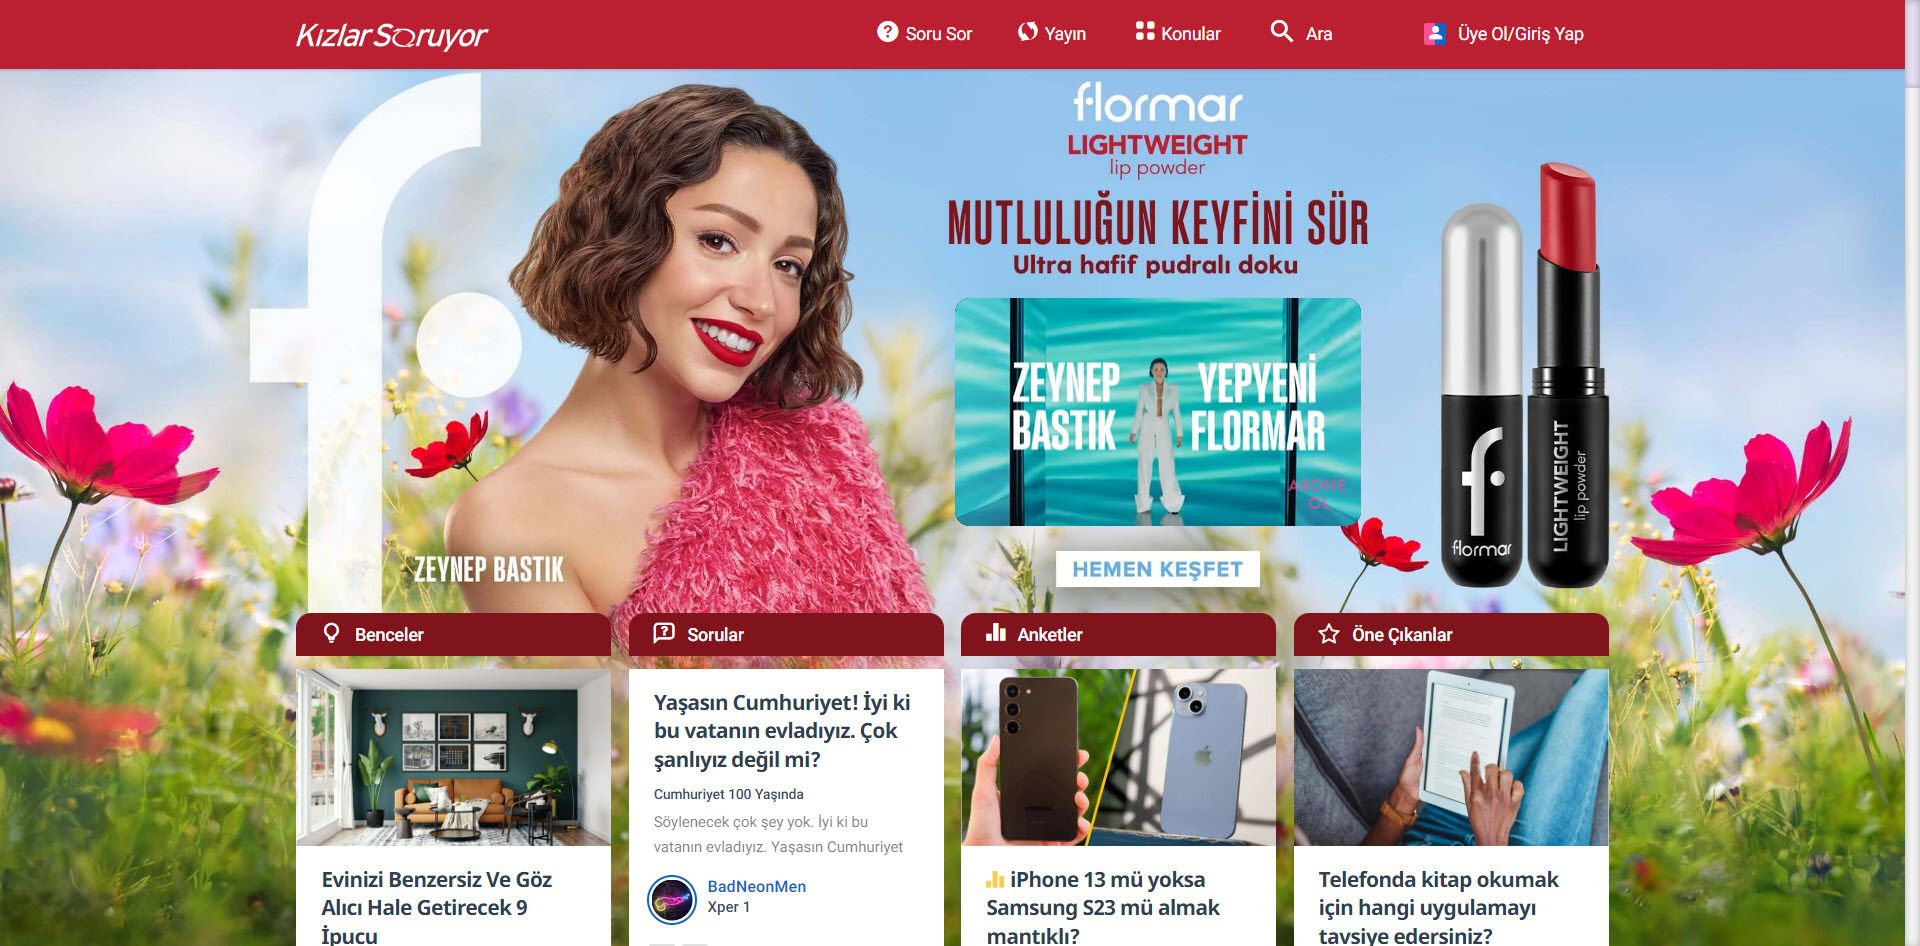 KızlarSoruyor
Soru Sor
Yayın
Konular
Ara
Üye Ol/Giriş Yap
flormar
LIGHTWEIGHT
lip powder
MUTLULUĞUN KEYFİNİ SÜR
Ultra hafif pudralı doku
ZEYNEP BASTIK
YEPYENİ FLORMAR
ABONE OL
HEMEN KEŞFET
ZEYNEP BASTIK
f
flormar
LIGHTWEIGHT
lip powder
Benceler
Sorular
Anketler
Öne Çıkanlar
Evinizi Benzersiz Ve Göz
Alıcı Hale Getirecek 9
İpucu
Yaşasın Cumhuriyet! İyi ki
bu vatanın evladıyız. Çok
şanlıyız değil mi?
Cumhuriyet 100 Yaşında
Söylenecek çok şey yok. İyi ki bu
vatanın evladıyız. Yaşasın Cumhuriyet
BadNeonMen
Xper 1
iPhone 13 mü yoksa
Samsung S23 mü almak
mantıklı?
Telefonda kitap okumak
için hangi uygulamayı
tavsiye edersiniz?